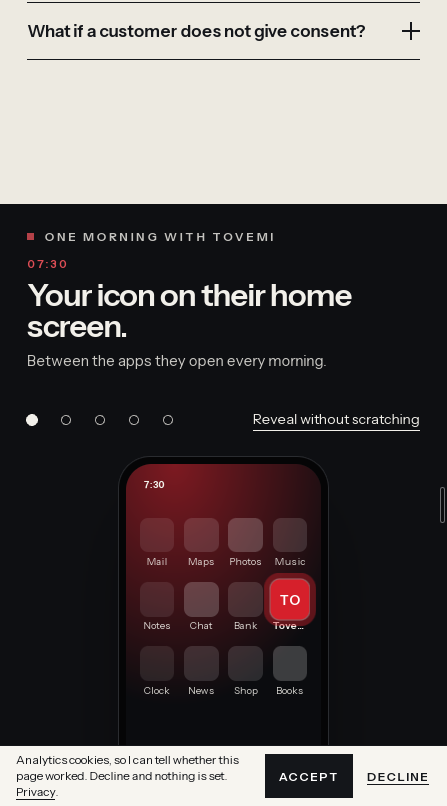 What if a customer does not give consent?
ONE MORNING WITH TOVEMI
07:30
Your icon on their home
screen.
Between the apps they open every morning.
Reveal without scratching
7:30
Mail Maps Photos Music
TO
Notes Chat Bank Tove…
Clock News Shop Books
Analytics cookies, so I can tell whether this
page worked. Decline and nothing is set.
Privacy.
ACCEPT
DECLINE